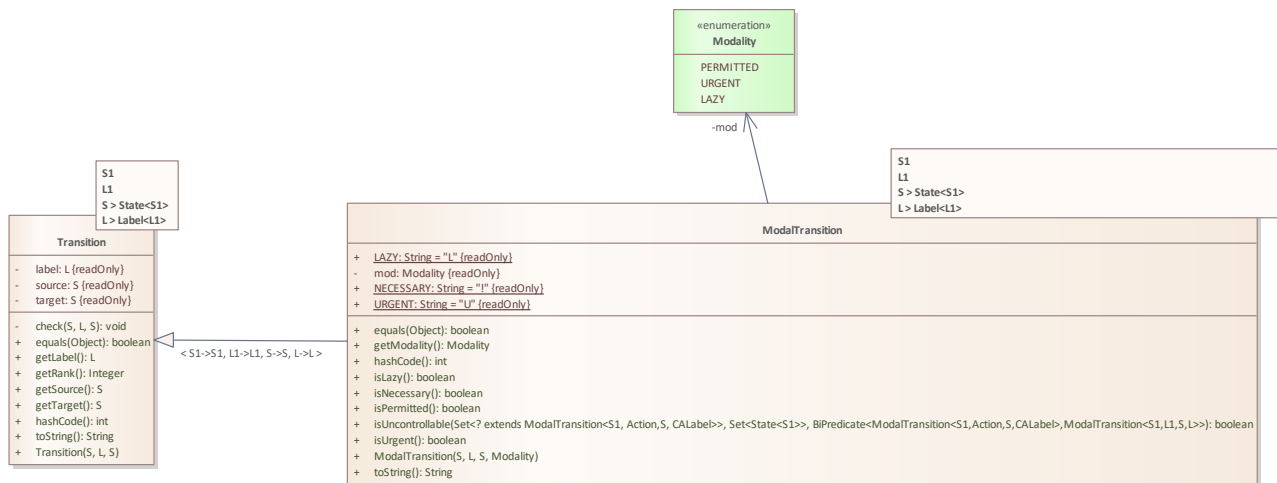 «enumeration»
Modality
PERMITTED
URGENT
LAZY
-mod
S1
L1
S > State<S1>
L > Label<L1>
Transition
- label: L {readOnly}
- source: S {readOnly}
- target: S {readOnly}
- check(S, L, S): void
+ equals(Object): boolean
+ getLabel(): L
+ getRank(): Integer
+ getSource(): S
+ getTarget(): S
+ hashCode(): int
+ toString(): String
+ Transition(S, L, S)
< S1->S1, L1->L1, S->S, L->L >
S1
L1
S > State<S1>
L > Label<L1>
ModalTransition
+ LAZY: String = "L" {readOnly}
- mod: Modality {readOnly}
+ NECESSARY: String = "!" {readOnly}
+ URGENT: String = "U" {readOnly}
+ equals(Object): boolean
+ getModality(): Modality
+ hashCode(): int
+ isLazy(): boolean
+ isNecessary(): boolean
+ isPermitted(): boolean
+ isUncontrollable(Set<? extends ModalTransition<S1, Action,S, CALabel>>, Set<State<S1>>, BiPredicate<ModalTransition<S1,Action,S,CALabel>,ModalTransition<S1,L1,S,L>>): boolean
+ isUrgent(): boolean
+ ModalTransition(S, L, S, Modality)
+ toString(): String